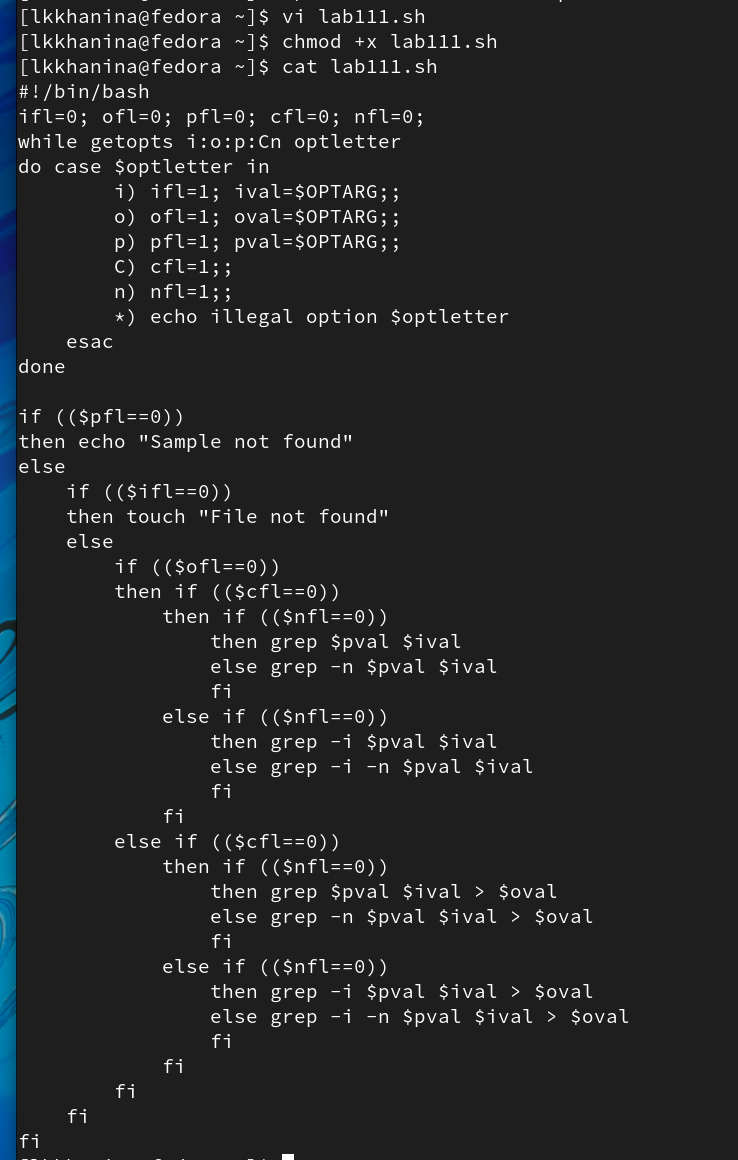 [lkkhanina@fedora ~]$ vi lab111.sh
[lkkhanina@fedora ~]$ chmod +x lab111.sh
[lkkhanina@fedora ~]$ cat lab111.sh
#!/bin/bash
ifl=0; ofl=0; pfl=0; cfl=0; nfl=0;
while getopts i:o:p:Cn optletter
do case $optletter in
        i) ifl=1; ival=$OPTARG;;
        o) ofl=1; oval=$OPTARG;;
        p) pfl=1; pval=$OPTARG;;
        C) cfl=1;;
        n) nfl=1;;
        *) echo illegal option $optletter
    esac
done

if (($pfl==0))
then echo "Sample not found"
else
    if (($ifl==0))
    then touch "File not found"
    else
        if (($ofl==0))
        then if (($cfl==0))
            then if (($nfl==0))
                then grep $pval $ival
                else grep -n $pval $ival
                fi
            else if (($nfl==0))
                then grep -i $pval $ival
                else grep -i -n $pval $ival
                fi
            fi
        else if (($cfl==0))
            then if (($nfl==0))
                then grep $pval $ival > $oval
                else grep -n $pval $ival > $oval
                fi
            else if (($nfl==0))
                then grep -i $pval $ival > $oval
                else grep -i -n $pval $ival > $oval
                fi
            fi
        fi
    fi
fi